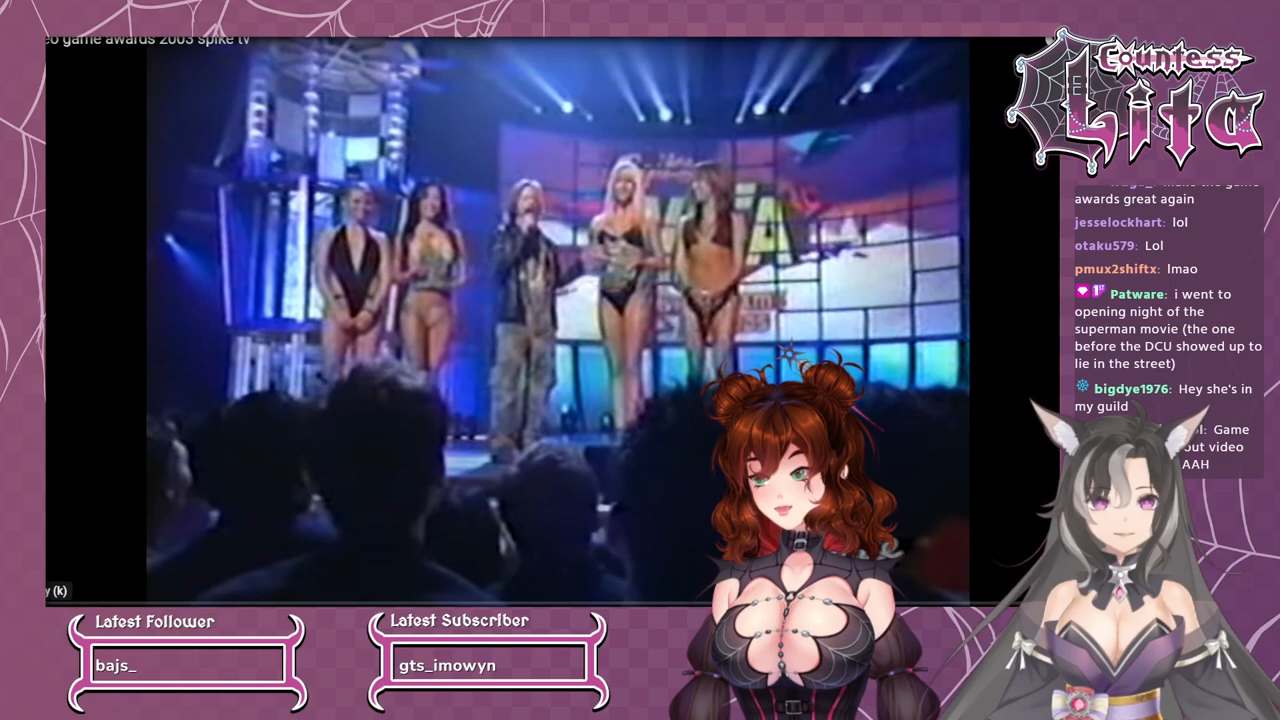 eo game awards 2003 spike tv
Countess
Lita
awards great again
jesselockhart: lol
otaku579: Lol
pmux2shiftx: lmao
Patware: i went to
opening night of the
superman movie (the one
before the DCU showed up to
lie in the street)
bigdye1976: Hey she's in
my guild
: Game
out video
AAH
y (k)
Latest Follower
bajs_
Latest Subscriber
gts_imowyn